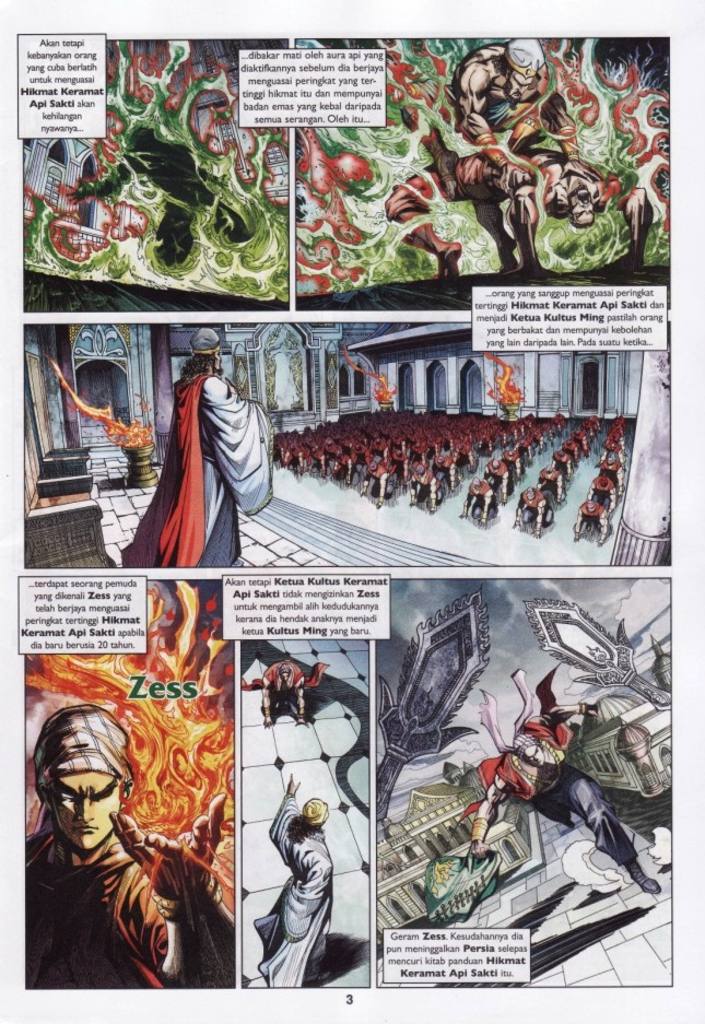 Akan tetapi
kebanyakan orang
yang cuba berlatih
untuk menguasai
Hikmat Keramat
Api Sakti akan
kehilangan
nyawanya...
...dibakar mati oleh aura api yang
diaktifkannya sebelum dia berjaya
menguasai peringkat yang ter-
tinggi hikmat itu dan mempunyai
badan emas yang kebal daripada
semua serangan. Oleh itu...
...orang yang sanggup menguasai peringkat
tertinggi Hikmat Keramat Api Sakti dan
menjadi Ketua Kultus Ming pastilah orang
yang berbakat dan mempunyai kebolehan
yang lain daripada lain. Pada suatu ketika...
...terdapat seorang pemuda
yang dikenali Zess yang
telah berjaya menguasai
peringkat tertinggi Hikmat
Keramat Api Sakti apabila
dia baru berusia 20 tahun.
Zess
Akan tetapi Ketua Kultus Keramat
Api Sakti tidak mengizinkan Zess
untuk mengambil alih kedudukannya
kerana dia hendak anaknya menjadi
ketua Kultus Ming yang baru.
Geram Zess. Kesudahannya dia
pun meninggalkan Persia selepas
mencuri kitab panduan Hikmat
Keramat Api Sakti itu.
3